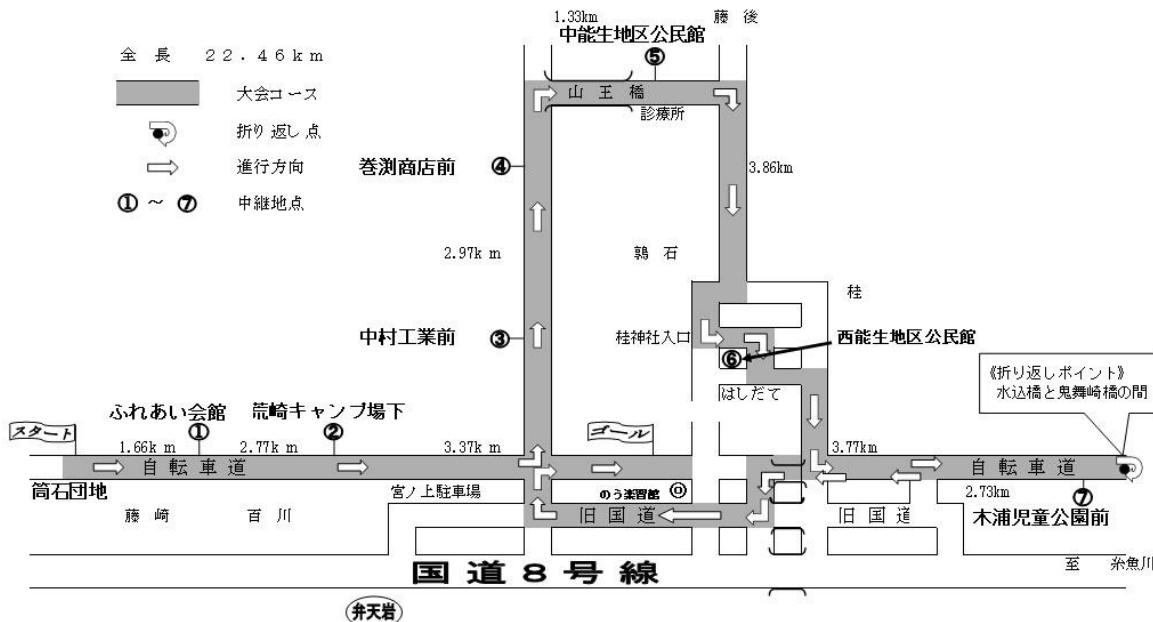 1.33km
藤後
中能生地区公民館
⑤
全長 22.46km
大会コース
山王橋
診療所
折り返し点
進行方向
巻渕商店前
④
3.86km
①～⑦ 中継地点
2.97km
鶉石
桂
中村工業前
③
桂神社入口
西能生地区公民館
⑥
《折り返しポイント》
水込橋と鬼舞崎橋の間
はしだて
ふれあい会館
荒崎キャンプ場下
スタート
1.66km
①
2.77km
②
3.37km
ゴール
3.77km
自転車道
自転車道
筒石団地
宮ノ上駐車場
のう楽習館
2.73km
⑦
藤崎
百川
旧国道
旧国道
木浦児童公園前
国道8号線
至 糸魚川
弁天岩